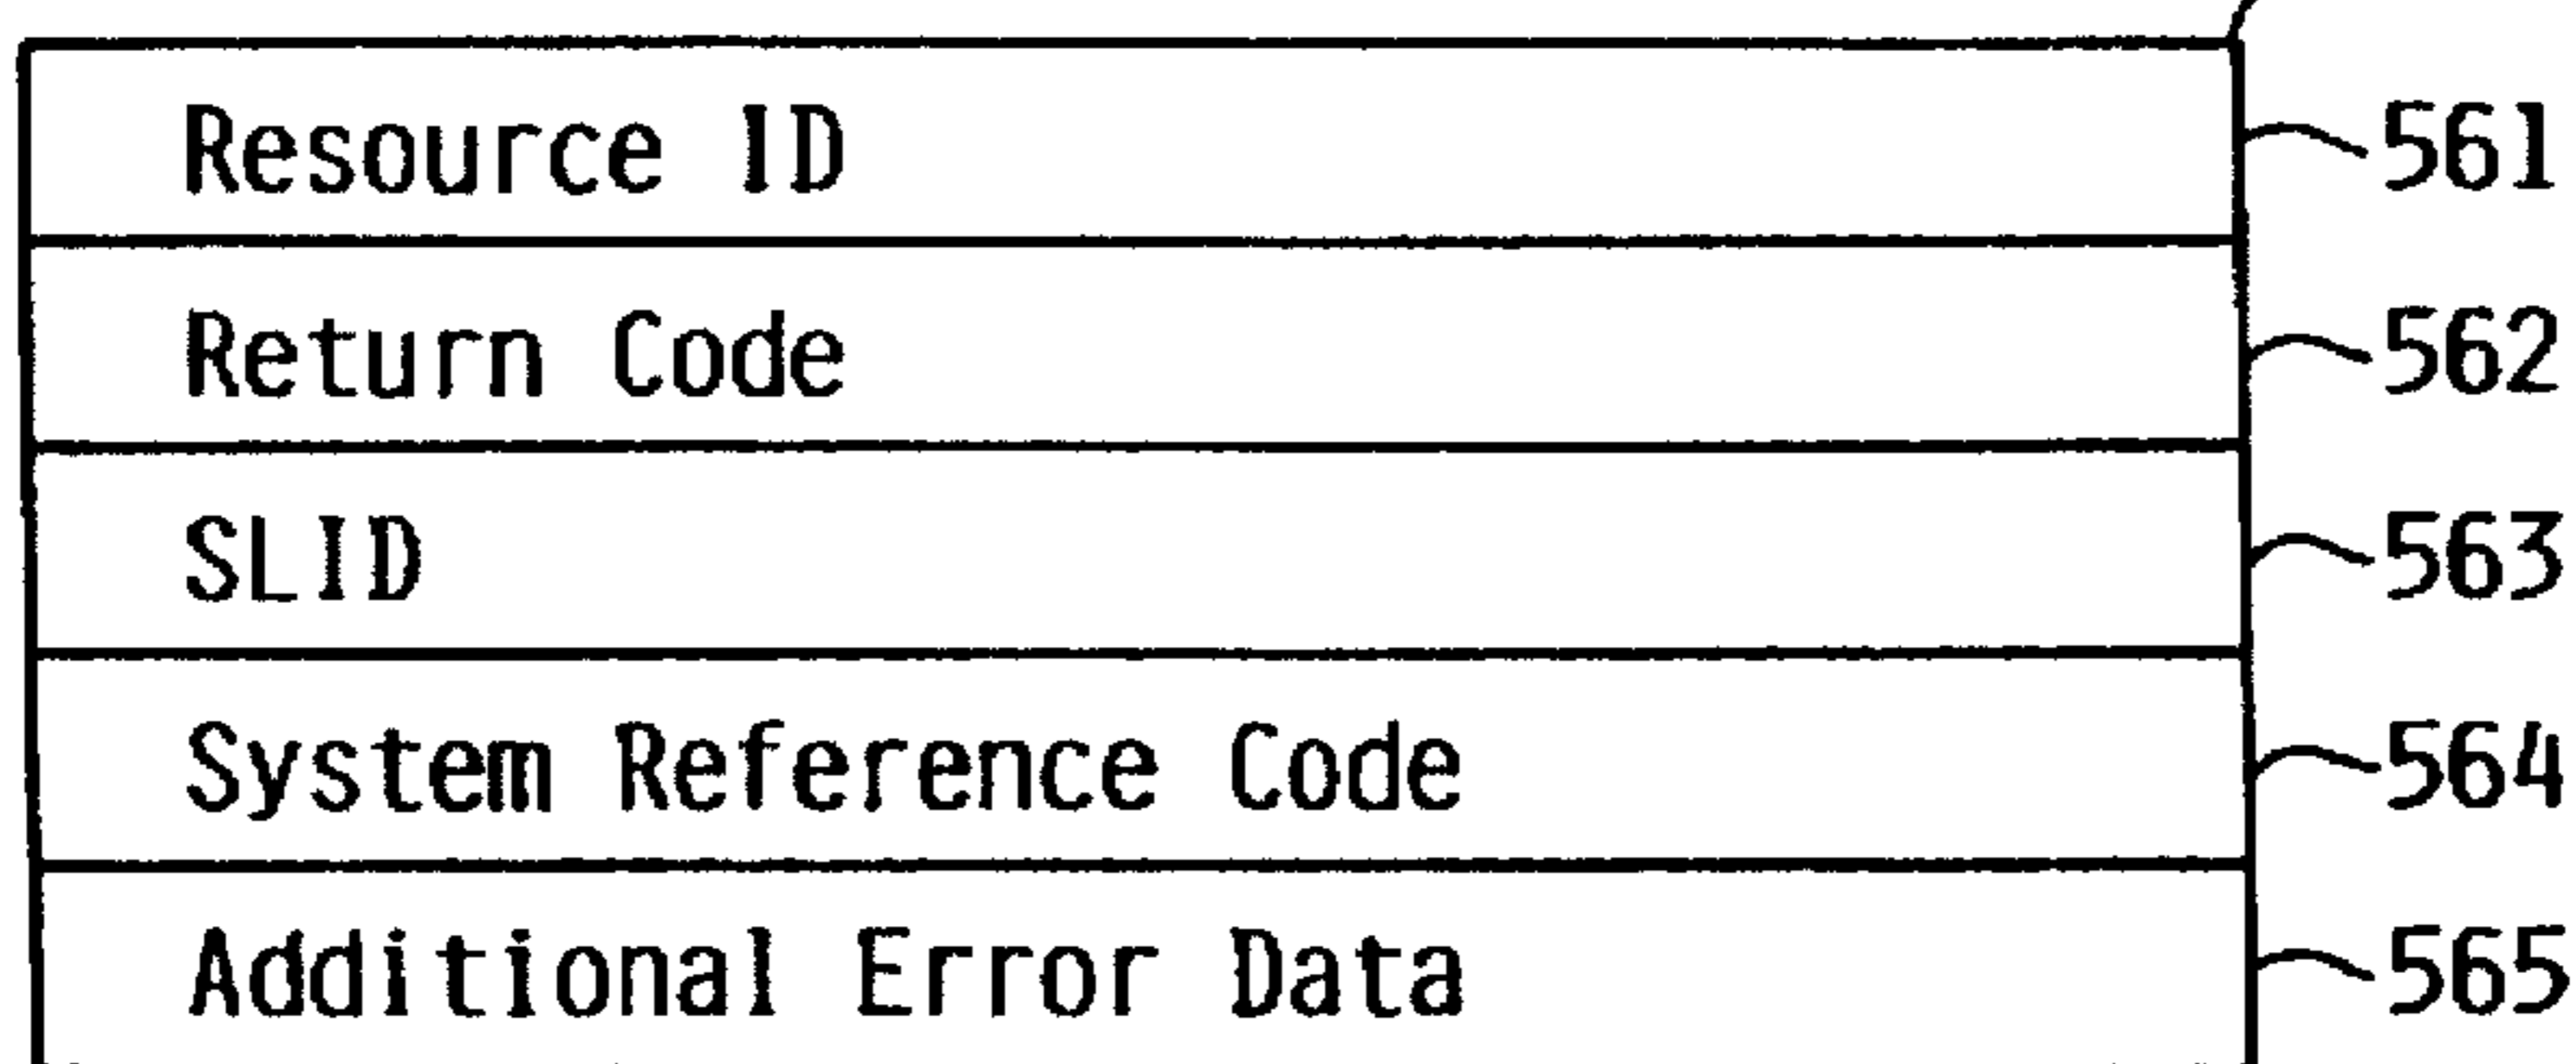 Resource ID 561
Return Code 562
SLID 563
System Reference Code 564
Additional Error Data 565